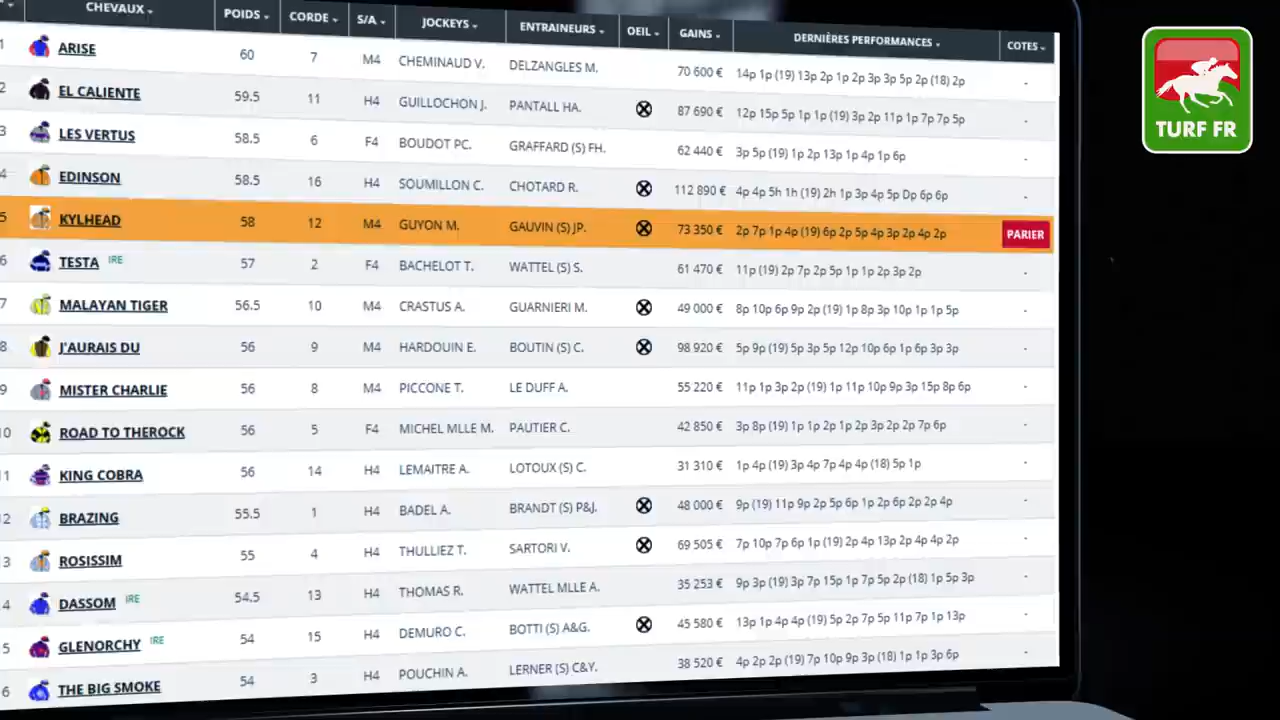 CHEVAUX POIDS CORDE S/A JOCKEYS ENTRAINEURS OEIL GAINS DERNIÈRES PERFORMANCES COTES
1 ARISE 60 7 M4 CHEMINAUD V. DELZANGLES M. 70 600 € 14p 1p (19) 13p 2p 1p 2p 3p 3p 5p 2p (18) 2p -
2 EL CALIENTE 59.5 11 H4 GUILLOCHON J. PANTALL HA. 87 690 € 12p 15p 5p 1p 1p (19) 3p 2p 11p 1p 7p 7p 5p -
3 LES VERTUS 58.5 6 F4 BOUDOT PC. GRAFFARD (S) FH. 62 440 € 3p 5p (19) 1p 2p 13p 1p 4p 1p 6p -
4 EDINSON 58.5 16 H4 SOUMILLON C. CHOTARD R. 112 890 € 4p 4p 5h 1h (19) 2h 1p 3p 4p 5p Dp 6p 6p -
5 KYLHEAD 58 12 M4 GUYON M. GAUVIN (S) JP. 73 350 € 2p 7p 1p 4p (19) 6p 2p 5p 4p 3p 2p 4p 2p PARIER
6 TESTA IRE 57 2 F4 BACHELOT T. WATTEL (S) S. 61 470 € 11p (19) 2p 7p 2p 5p 1p 1p 2p 3p 2p -
7 MALAYAN TIGER 56.5 10 M4 CRASTUS A. GUARNIERI M. 49 000 € 8p 10p 6p 9p 2p (19) 1p 8p 3p 10p 1p 1p 5p -
8 J'AURAIS DU 56 9 M4 HARDOUIN E. BOUTIN (S) C. 98 920 € 5p 9p (19) 5p 3p 5p 12p 10p 6p 1p 6p 3p 3p -
9 MISTER CHARLIE 56 8 M4 PICCONE T. LE DUFF A. 55 220 € 11p 1p 3p 2p (19) 1p 11p 10p 9p 3p 15p 8p 6p -
10 ROAD TO THEROCK 56 5 F4 MICHEL MLLE M. PAUTIER C. 42 850 € 3p 8p (19) 1p 1p 2p 1p 2p 3p 2p 2p 7p 6p -
11 KING COBRA 56 14 H4 LEMAITRE A. LOTOUX (S) C. 31 310 € 1p 4p (19) 3p 4p 7p 4p 4p (18) 5p 1p -
2 BRAZING 55.5 1 H4 BADEL A. BRANDT (S) P&J. 48 000 € 9p (19) 11p 9p 2p 5p 6p 1p 2p 6p 2p 2p 4p -
3 ROSISSIM 55 4 H4 THULLIEZ T. SARTORI V. 69 505 € 7p 10p 7p 6p 1p (19) 2p 4p 13p 2p 4p 4p 2p -
4 DASSOM IRE 54.5 13 H4 THOMAS R. WATTEL MLLE A. 35 253 € 9p 3p (19) 3p 7p 15p 1p 7p 5p 2p (18) 1p 5p 3p -
5 GLENORCHY IRE 54 15 H4 DEMURO C. BOTTI (S) A&G. 45 580 € 13p 1p 4p 4p (19) 5p 2p 7p 5p 11p 7p 1p 13p -
6 THE BIG SMOKE 54 3 H4 POUCHIN A. LERNER (S) C&Y. 38 520 € 4p 2p 2p (19) 7p 10p 9p 3p (18) 1p 1p 3p 6p -
TURF FR